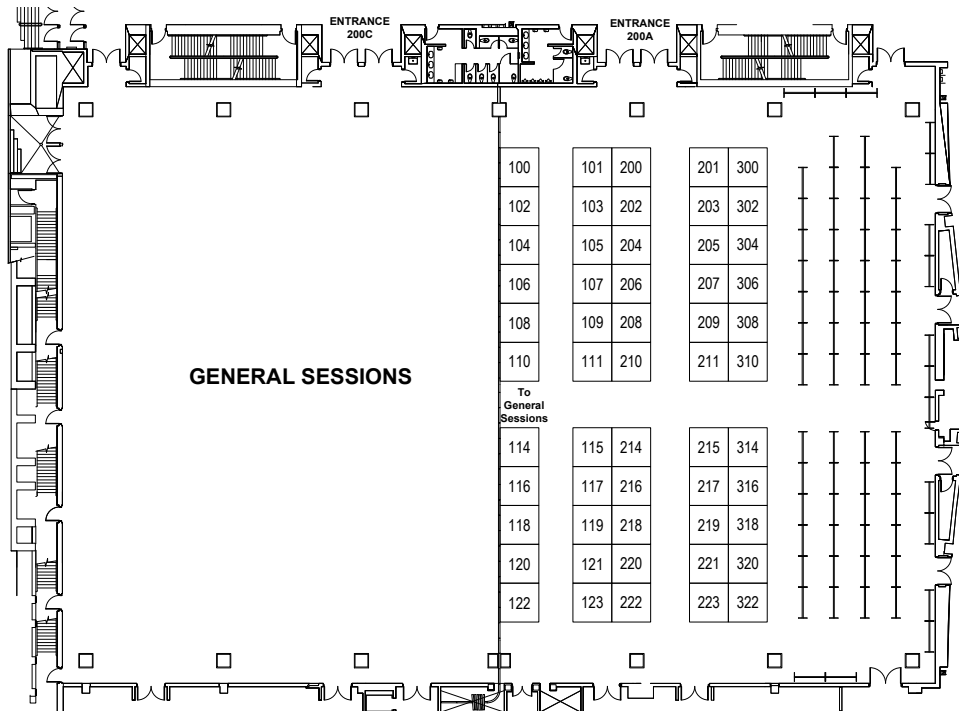 ENTRANCE
200C
ENTRANCE
200A
100 101 200 201 300
102 103 202 203 302
104 105 204 205 304
106 107 206 207 306
108 109 208 209 308
110 111 210 211 310
GENERAL SESSIONS
To
General
Sessions
114 115 214 215 314
116 117 216 217 316
118 119 218 219 318
120 121 220 221 320
122 123 222 223 322